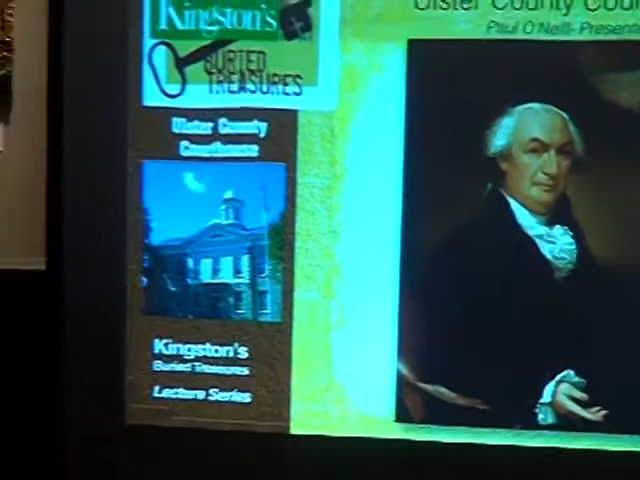 Kingston's
BURIED
TREASURES
Ulster County
Courthouse
Kingston's
Buried Treasures
Lecture Series
Ulster County Cou
Paul O'Neill-Present